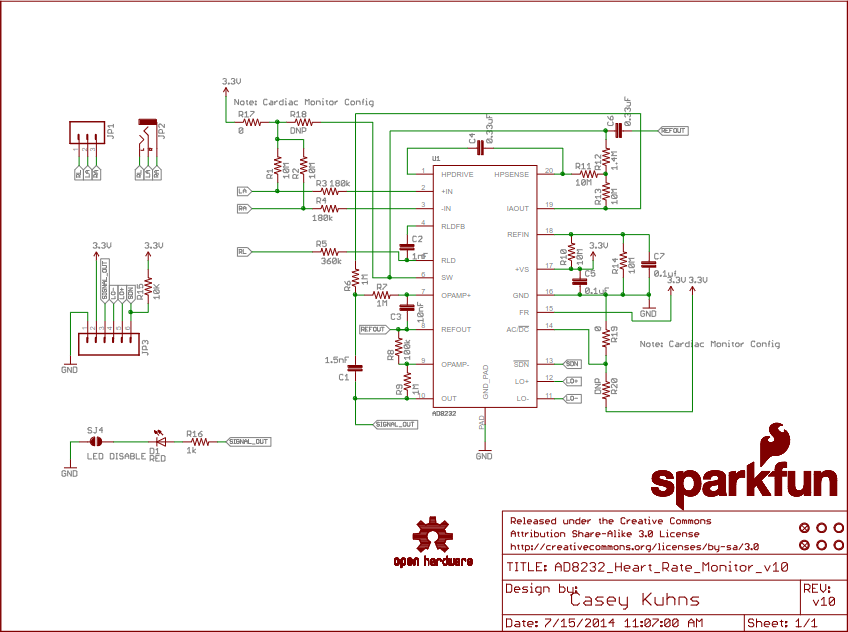 3.3V
Note: Cardiac Monitor Config
R17
0
R18
DNP
R1
10M
R2
10M
JP1
1
2
3
RL
LA
RA
JP2
RL
LA
RA
LA
RA
RL
R3 180k
R4
180k
R5
360k
C4
0.33uF
C6
0.33uF
REFOUT
R12
1.4M
R11
10M
R13
10M
U1
1 HPDRIVE
2 +IN
3 -IN
4 RLDFB
5 RLD
6 SW
7 OPAMP+
8 REFOUT
9 OPAMP-
10 OUT
HPSENSE 20
IAOUT 19
REFIN 18
+VS 17
GND 16
FR 15
AC/DC 14
SDN 13
LO+ 12
LO- 11
GND_PAD
PAD
AD8232
GND
C2
1nF
R6
1M
R7
1M
C3
10nF
REFOUT
R8
100k
R9
1M
1.5nF
C1
SIGNAL_OUT
R10
10M
3.3V
C5
0.1uF
R14
10M
C7
0.1uF
GND
3.3V
3.3V
0
R19
DNP
R20
Note: Cardiac Monitor Config
SDN
LO+
LO-
3.3V
3.3V
SIGNAL_OUT
LO-
LO+
SDN
R15
10K
1
2
3
4
5
6
JP3
GND
SJ4
LED DISABLE
D1
RED
R16
1k
SIGNAL_OUT
GND
sparkfun
open hardware
Released under the Creative Commons
Attribution Share-Alike 3.0 License
http://creativecommons.org/licenses/by-sa/3.0
TITLE: AD8232_Heart_Rate_Monitor_v10
Design by:
Casey Kuhns
REV:
v10
Date: 7/15/2014 11:07:00 AM
Sheet: 1/1